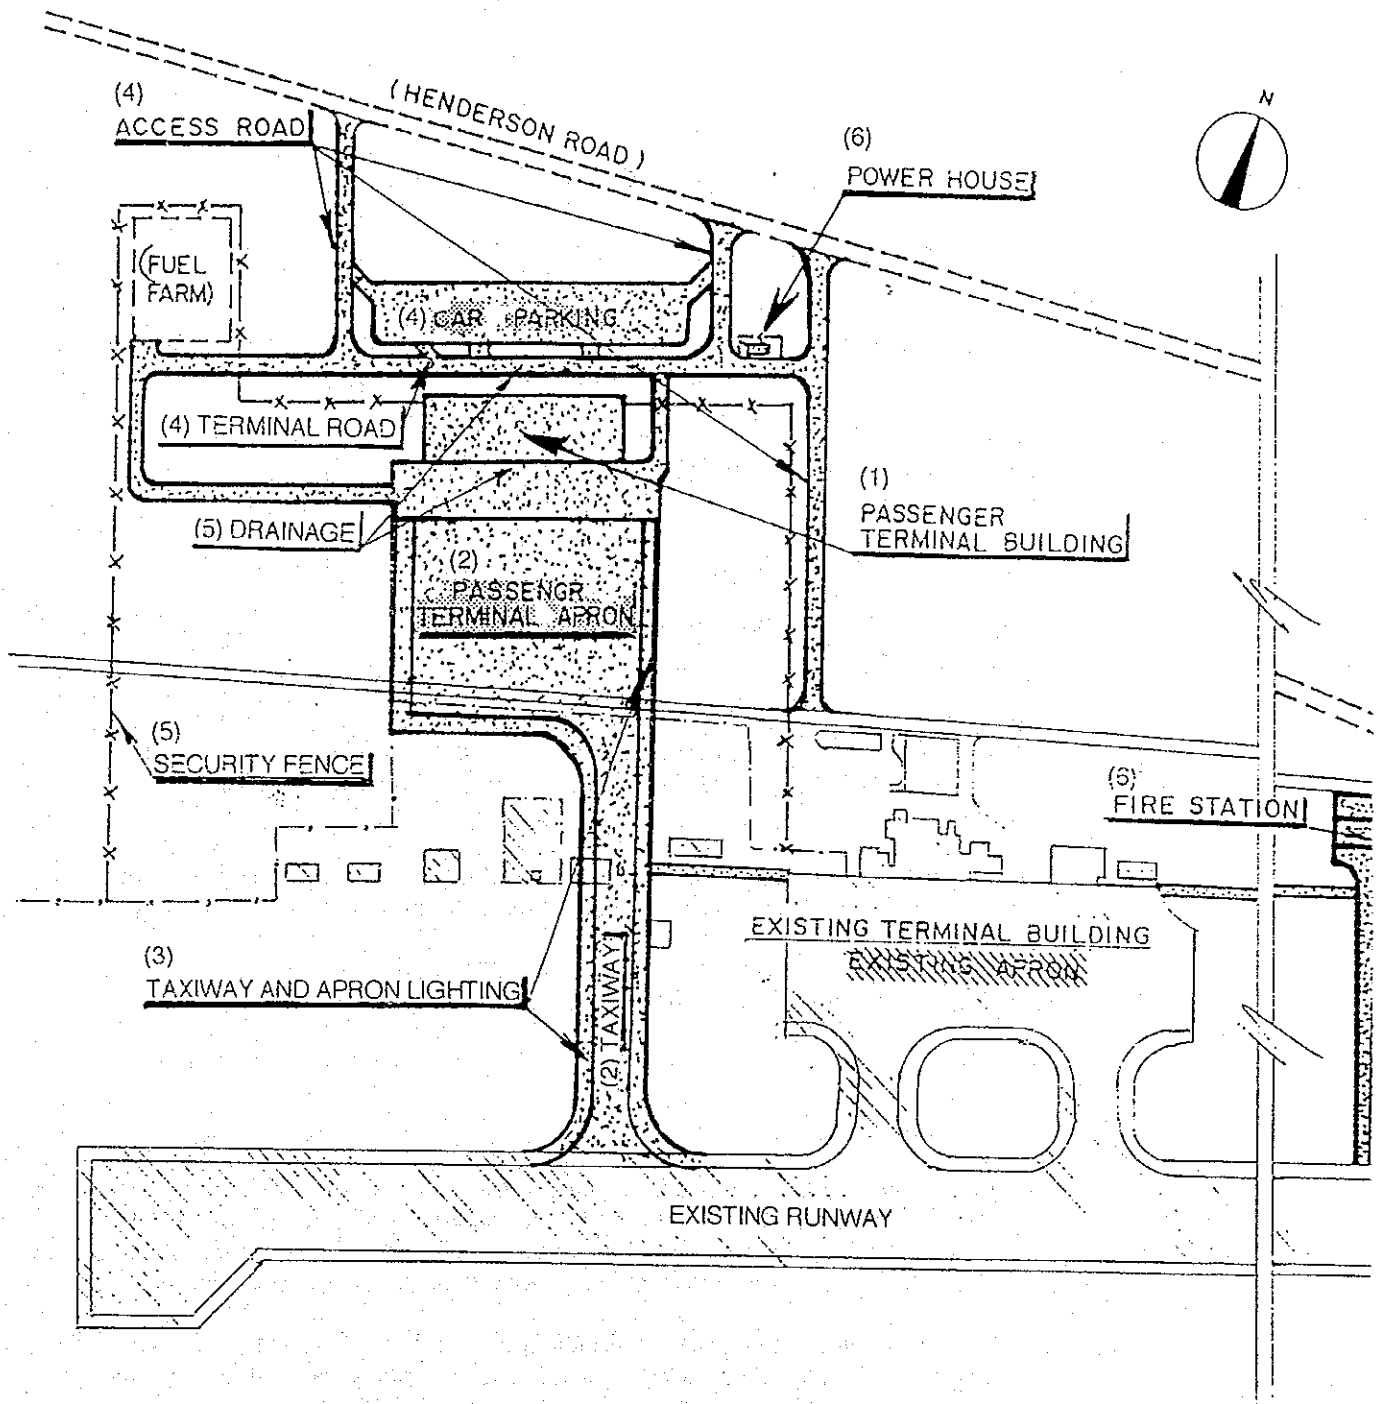 (HENDERSON ROAD)
N
(4)
ACCESS ROAD
(6)
POWER HOUSE
(FUEL
FARM)
(4) CAR PARKING
(4) TERMINAL ROAD
(1)
PASSENGER
TERMINAL BUILDING
(5) DRAINAGE
(2)
PASSENGR
TERMINAL APRON
(5)
SECURITY FENCE
(6)
FIRE STATION
EXISTING TERMINAL BUILDING
EXISTING APRON
(3)
TAXIWAY AND APRON LIGHTING
(2) TAXIWAY
EXISTING RUNWAY